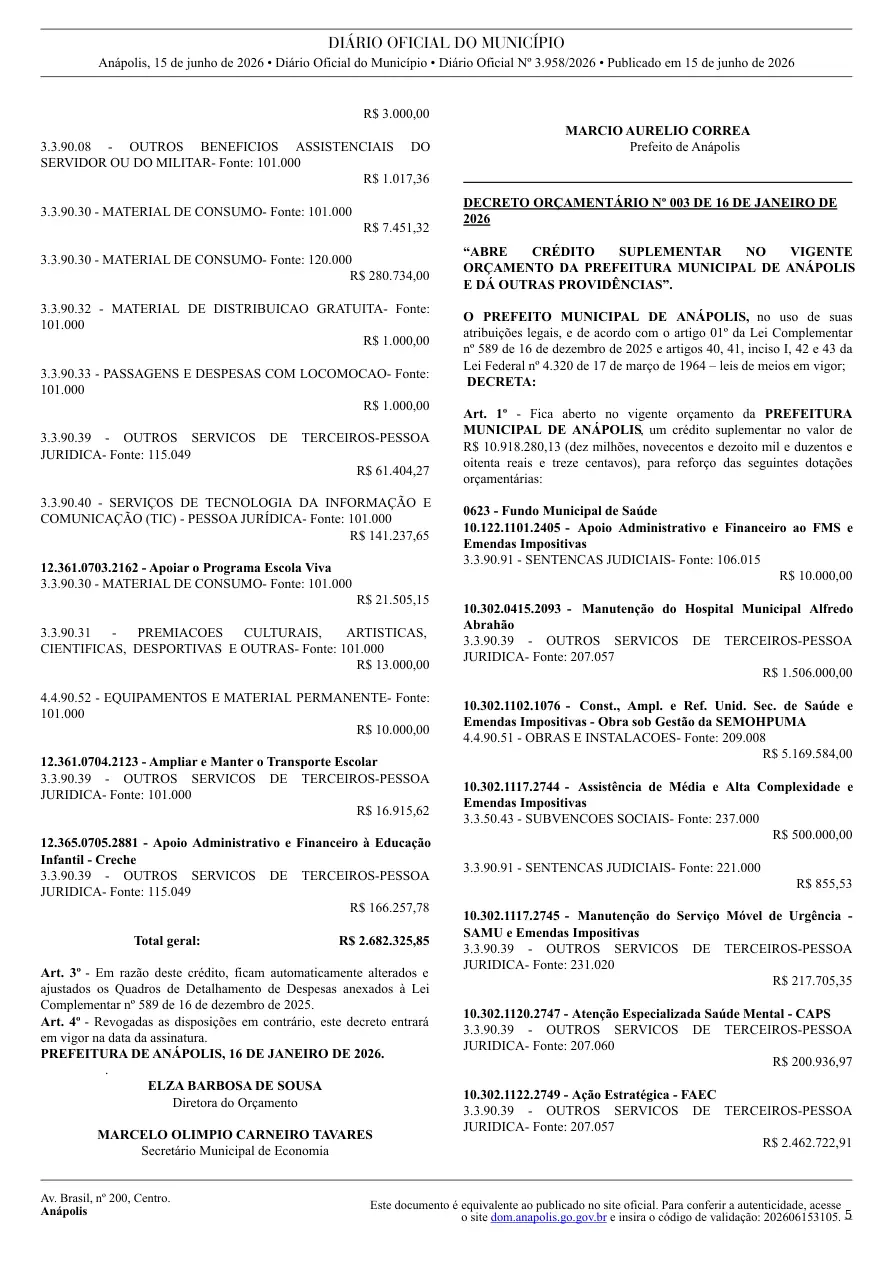 DIÁRIO OFICIAL DO MUNICÍPIO
Anápolis, 15 de junho de 2026 • Diário Oficial do Município • Diário Oficial Nº 3.958/2026 • Publicado em 15 de junho de 2026
R$ 3.000,00
3.3.90.08 - OUTROS BENEFICIOS ASSISTENCIAIS DO
SERVIDOR OU DO MILITAR- Fonte: 101.000
R$ 1.017,36
3.3.90.30 - MATERIAL DE CONSUMO- Fonte: 101.000
R$ 7.451,32
3.3.90.30 - MATERIAL DE CONSUMO- Fonte: 120.000
R$ 280.734,00
3.3.90.32 - MATERIAL DE DISTRIBUICAO GRATUITA- Fonte:
101.000
R$ 1.000,00
3.3.90.33 - PASSAGENS E DESPESAS COM LOCOMOCAO- Fonte:
101.000
R$ 1.000,00
3.3.90.39 - OUTROS SERVICOS DE TERCEIROS-PESSOA
JURIDICA- Fonte: 115.049
R$ 61.404,27
3.3.90.40 - SERVIÇOS DE TECNOLOGIA DA INFORMAÇÃO E
COMUNICAÇÃO (TIC) - PESSOA JURÍDICA- Fonte: 101.000
R$ 141.237,65
12.361.0703.2162 - Apoiar o Programa Escola Viva
3.3.90.30 - MATERIAL DE CONSUMO- Fonte: 101.000
R$ 21.505,15
3.3.90.31 - PREMIACOES CULTURAIS, ARTISTICAS,
CIENTIFICAS, DESPORTIVAS E OUTRAS- Fonte: 101.000
R$ 13.000,00
4.4.90.52 - EQUIPAMENTOS E MATERIAL PERMANENTE- Fonte:
101.000
R$ 10.000,00
12.361.0704.2123 - Ampliar e Manter o Transporte Escolar
3.3.90.39 - OUTROS SERVICOS DE TERCEIROS-PESSOA
JURIDICA- Fonte: 101.000
R$ 16.915,62
12.365.0705.2881 - Apoio Administrativo e Financeiro à Educação
Infantil - Creche
3.3.90.39 - OUTROS SERVICOS DE TERCEIROS-PESSOA
JURIDICA- Fonte: 115.049
R$ 166.257,78
Total geral: R$ 2.682.325,85
Art. 3º - Em razão deste crédito, ficam automaticamente alterados e
ajustados os Quadros de Detalhamento de Despesas anexados à Lei
Complementar nº 589 de 16 de dezembro de 2025.
Art. 4º - Revogadas as disposições em contrário, este decreto entrará
em vigor na data da assinatura.
PREFEITURA DE ANÁPOLIS, 16 DE JANEIRO DE 2026.
.
ELZA BARBOSA DE SOUSA
Diretora do Orçamento
MARCELO OLIMPIO CARNEIRO TAVARES
Secretário Municipal de Economia
MARCIO AURELIO CORREA
Prefeito de Anápolis
DECRETO ORÇAMENTÁRIO Nº 003 DE 16 DE JANEIRO DE
2026
“ABRE CRÉDITO SUPLEMENTAR NO VIGENTE
ORÇAMENTO DA PREFEITURA MUNICIPAL DE ANÁPOLIS
E DÁ OUTRAS PROVIDÊNCIAS”.
O PREFEITO MUNICIPAL DE ANÁPOLIS, no uso de suas
atribuições legais, e de acordo com o artigo 01º da Lei Complementar
nº 589 de 16 de dezembro de 2025 e artigos 40, 41, inciso I, 42 e 43 da
Lei Federal nº 4.320 de 17 de março de 1964 – leis de meios em vigor;
DECRETA:
Art. 1º - Fica aberto no vigente orçamento da PREFEITURA
MUNICIPAL DE ANÁPOLIS, um crédito suplementar no valor de
R$ 10.918.280,13 (dez milhões, novecentos e dezoito mil e duzentos e
oitenta reais e treze centavos), para reforço das seguintes dotações
orçamentárias:
0623 - Fundo Municipal de Saúde
10.122.1101.2405 - Apoio Administrativo e Financeiro ao FMS e
Emendas Impositivas
3.3.90.91 - SENTENCAS JUDICIAIS- Fonte: 106.015
R$ 10.000,00
10.302.0415.2093 - Manutenção do Hospital Municipal Alfredo
Abrahão
3.3.90.39 - OUTROS SERVICOS DE TERCEIROS-PESSOA
JURIDICA- Fonte: 207.057
R$ 1.506.000,00
10.302.1102.1076 - Const., Ampl. e Ref. Unid. Sec. de Saúde e
Emendas Impositivas - Obra sob Gestão da SEMOHPUMA
4.4.90.51 - OBRAS E INSTALACOES- Fonte: 209.008
R$ 5.169.584,00
10.302.1117.2744 - Assistência de Média e Alta Complexidade e
Emendas Impositivas
3.3.50.43 - SUBVENCOES SOCIAIS- Fonte: 237.000
R$ 500.000,00
3.3.90.91 - SENTENCAS JUDICIAIS- Fonte: 221.000
R$ 855,53
10.302.1117.2745 - Manutenção do Serviço Móvel de Urgência -
SAMU e Emendas Impositivas
3.3.90.39 - OUTROS SERVICOS DE TERCEIROS-PESSOA
JURIDICA- Fonte: 231.020
R$ 217.705,35
10.302.1120.2747 - Atenção Especializada Saúde Mental - CAPS
3.3.90.39 - OUTROS SERVICOS DE TERCEIROS-PESSOA
JURIDICA- Fonte: 207.060
R$ 200.936,97
10.302.1122.2749 - Ação Estratégica - FAEC
3.3.90.39 - OUTROS SERVICOS DE TERCEIROS-PESSOA
JURIDICA- Fonte: 207.057
R$ 2.462.722,91
Av. Brasil, nº 200, Centro.
Anápolis
Este documento é equivalente ao publicado no site oficial. Para conferir a autenticidade, acesse
o site dom.anapolis.go.gov.br e insira o código de validação: 202606153105. 5